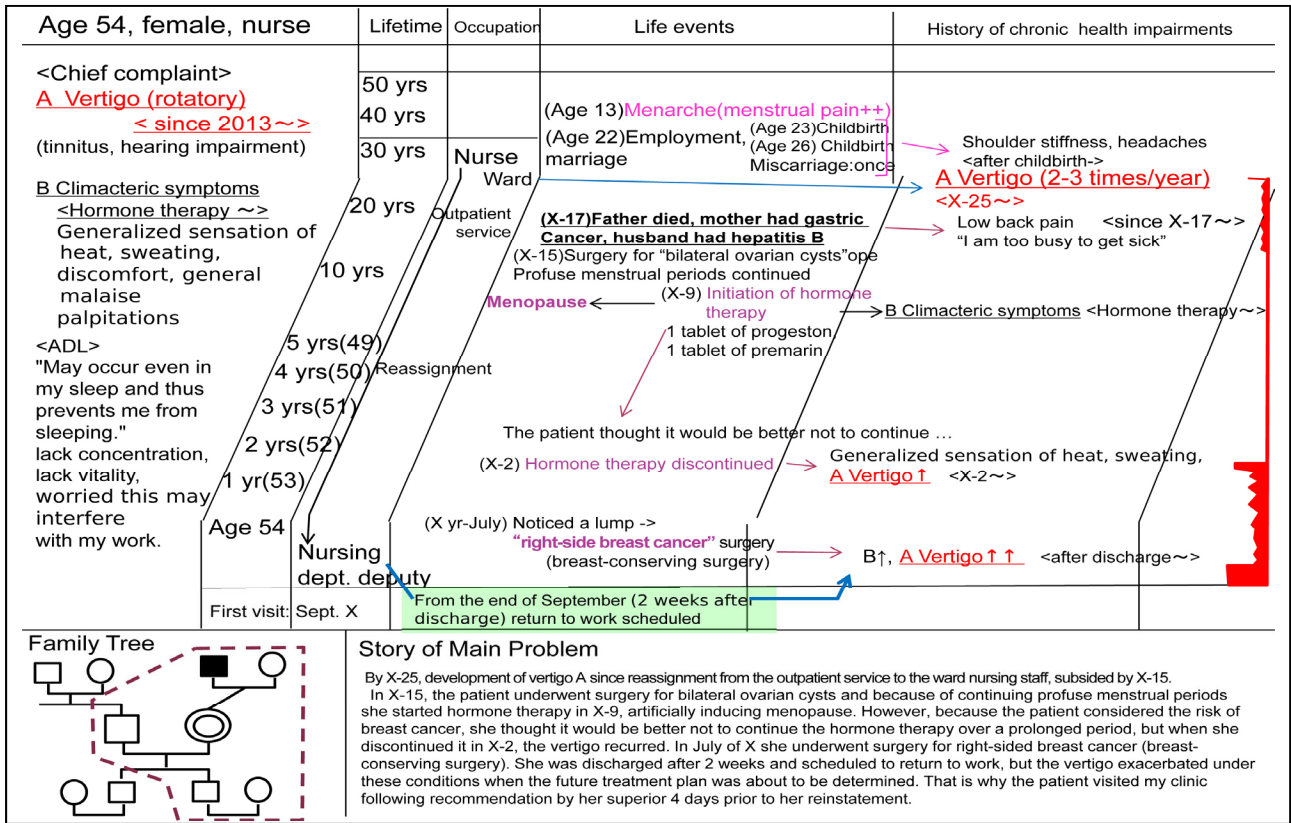 Age 54, female, nurse
Lifetime
Occupation
Life events
History of chronic health impairments
<Chief complaint>
A Vertigo (rotatory)
< since 2013～>
(tinnitus, hearing impairment)
B Climacteric symptoms
<Hormone therapy ～>
Generalized sensation of
heat, sweating,
discomfort, general
malaise
palpitations
<ADL>
"May occur even in
my sleep and thus
prevents me from
sleeping."
lack concentration,
lack vitality,
worried this may
interfere
with my work.
50 yrs
40 yrs
30 yrs
20 yrs
10 yrs
5 yrs(49)
4 yrs(50)
3 yrs(51)
2 yrs(52)
1 yr(53)
Age 54
First visit: Sept. X
Nurse
Ward
Outpatient
service
Reassignment
Nursing
dept. deputy
(Age 13)Menarche(menstrual pain++)
(Age 22)Employment,
marriage
(Age 23)Childbirth
(Age 26) Childbirth
Miscarriage:once
(X-17)Father died, mother had gastric
Cancer, husband had hepatitis B
(X-15)Surgery for “bilateral ovarian cysts”ope
Profuse menstrual periods continued
(X-9) Initiation of hormone
therapy
Menopause
1 tablet of progeston,
1 tablet of premarin
The patient thought it would be better not to continue …
(X-2) Hormone therapy discontinued
(X yr-July) Noticed a lump ->
“right-side breast cancer” surgery
(breast-conserving surgery)
From the end of September (2 weeks after
discharge) return to work scheduled
Shoulder stiffness, headaches
<after childbirth->
A Vertigo (2-3 times/year)
<X-25～>
Low back pain <since X-17～>
“I am too busy to get sick”
B Climacteric symptoms <Hormone therapy～>
Generalized sensation of heat, sweating,
A Vertigo↑ <X-2～>
B↑, A Vertigo↑↑ <after discharge～>
Family Tree
Story of Main Problem
By X-25, development of vertigo A since reassignment from the outpatient service to the ward nursing staff, subsided by X-15.
In X-15, the patient underwent surgery for bilateral ovarian cysts and because of continuing profuse menstrual periods
she started hormone therapy in X-9, artificially inducing menopause. However, because the patient considered the risk of
breast cancer, she thought it would be better not to continue the hormone therapy over a prolonged period, but when she
discontinued it in X-2, the vertigo recurred. In July of X she underwent surgery for right-sided breast cancer (breast-
conserving surgery). She was discharged after 2 weeks and scheduled to return to work, but the vertigo exacerbated under
these conditions when the future treatment plan was about to be determined. That is why the patient visited my clinic
following recommendation by her superior 4 days prior to her reinstatement.